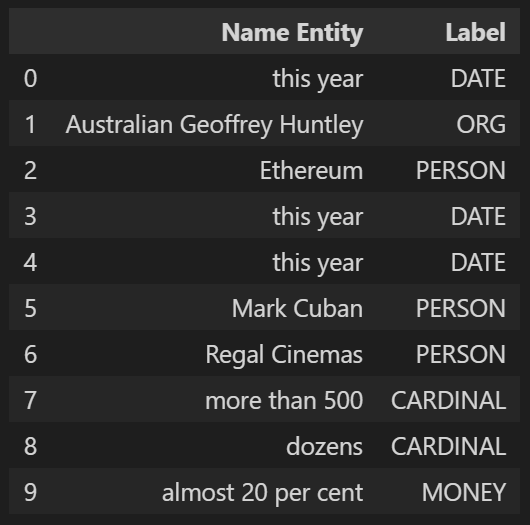 Name Entity Label
0 this year DATE
1 Australian Geoffrey Huntley ORG
2 Ethereum PERSON
3 this year DATE
4 this year DATE
5 Mark Cuban PERSON
6 Regal Cinemas PERSON
7 more than 500 CARDINAL
8 dozens CARDINAL
9 almost 20 per cent MONEY